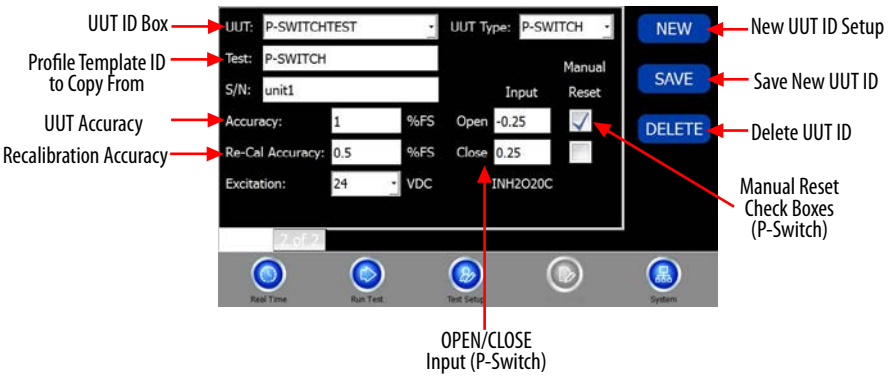 UUT ID Box
UUT: P-SWITCHTEST UUT Type: P-SWITCH
NEW
New UUT ID Setup
Profile Template ID
to Copy From
Test: P-SWITCH
Manual
S/N: unit1 Input Reset
SAVE
Save New UUT ID
UUT Accuracy
Accuracy: 1 %FS Open -0.25
DELETE
Delete UUT ID
Recalibration Accuracy
Re-Cal Accuracy: 0.5 %FS Close 0.25
Excitation: 24 VDC INH2O20C
Manual Reset
Check Boxes
(P-Switch)
2 of 2
Real Time Run Test Test Setup System
OPEN/CLOSE
Input (P-Switch)